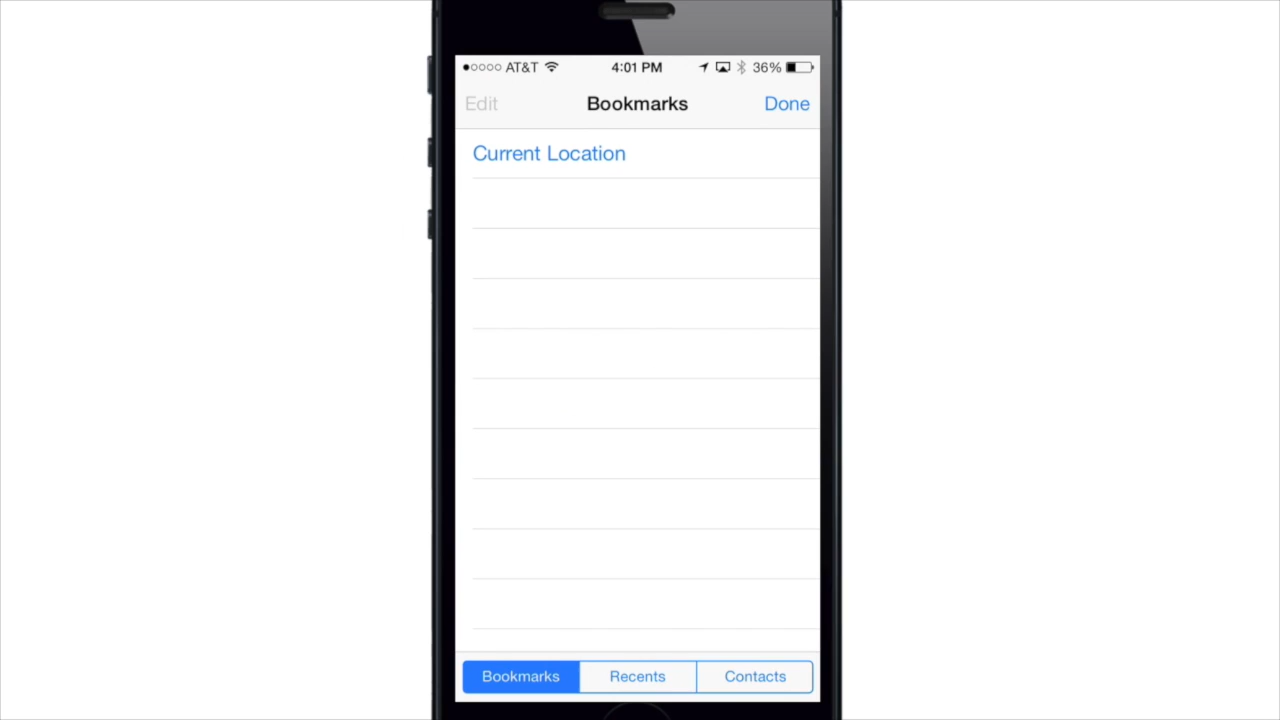 AT&T 4:01 PM 36%
Edit Bookmarks Done
Current Location
Bookmarks Recents Contacts